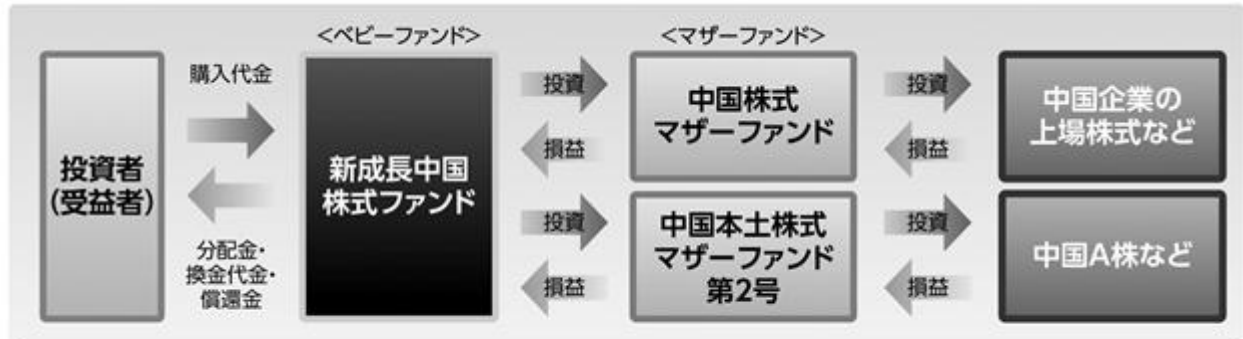 <ベビーファンド>
<マザーファンド>
投資者
(受益者)
購入代金
分配金・
換金代金・
償還金
新成長中国
株式ファンド
投資
損益
投資
損益
中国株式
マザーファンド
中国本土株式
マザーファンド
第2号
投資
損益
投資
損益
中国企業の
上場株式など
中国A株など